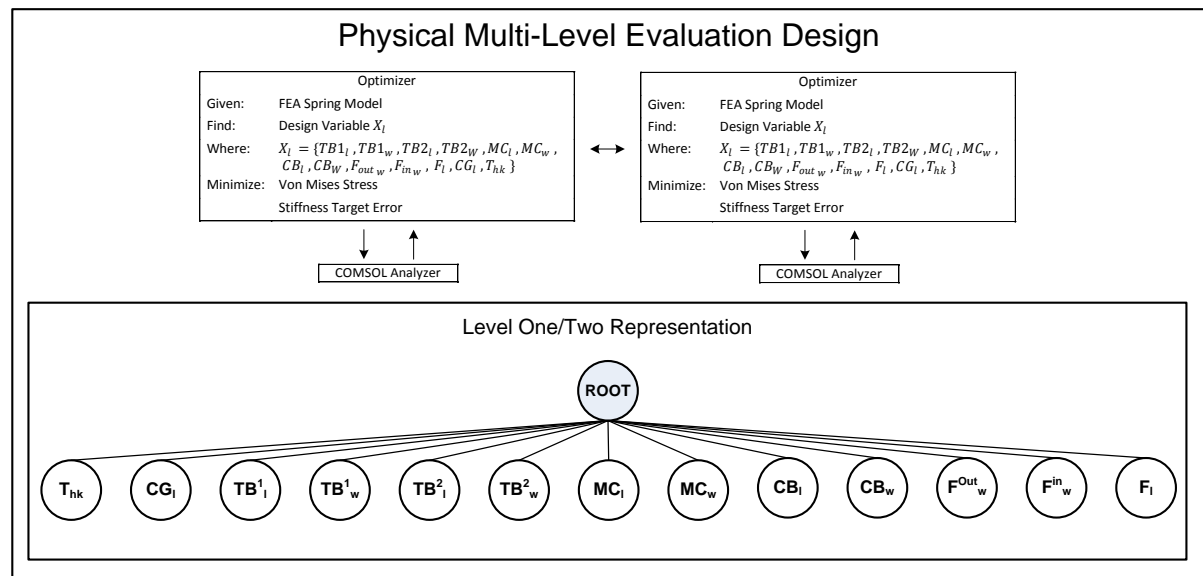 Physical Multi-Level Evaluation Design
Optimizer
Given: FEA Spring Model
Find: Design Variable X_l
Where: X_l = {TB1_l , TB1_w , TB2_l , TB2_W , MC_l , MC_w ,
CB_l , CB_W , F_out_w , F_in_w , F_l , CG_l , T_hk }
Minimize: Von Mises Stress
Stiffness Target Error
COMSOL Analyzer
Optimizer
Given: FEA Spring Model
Find: Design Variable X_l
Where: X_l = {TB1_l , TB1_w , TB2_l , TB2_W , MC_l , MC_w ,
CB_l , CB_W , F_out_w , F_in_w , F_l , CG_l , T_hk }
Minimize: Von Mises Stress
Stiffness Target Error
COMSOL Analyzer
Level One/Two Representation
ROOT
T_hk CG_l TB^1_l TB^1_w TB^2_l TB^2_w MC_l MC_w CB_l CB_w F^Out_w F^in_w F_l